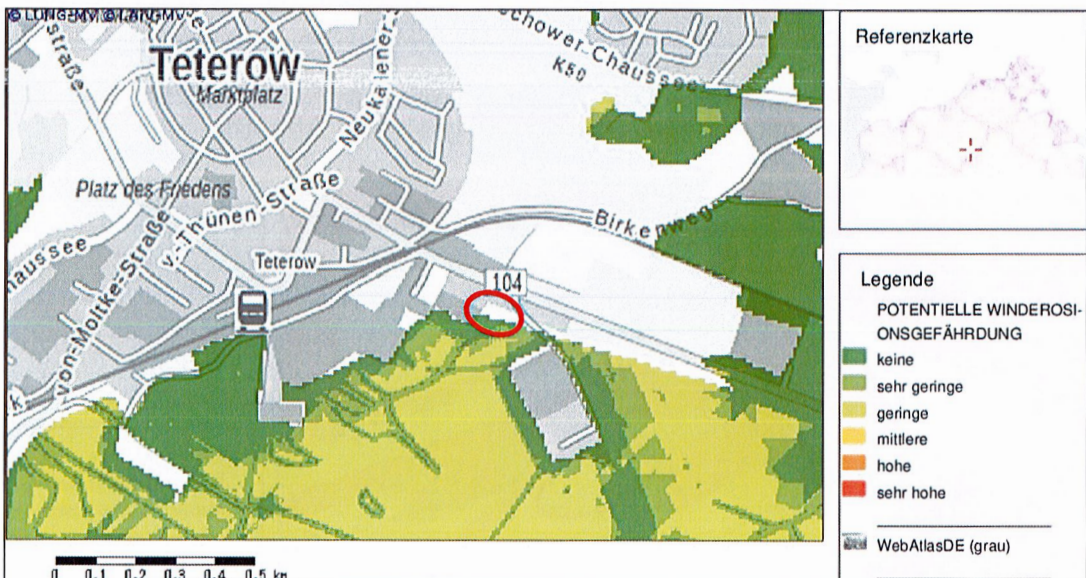 © LUNG-MV © LAiNG-MV
straße
Teterow
Marktplatz
Neukalener-
schower-Chaussee
K50
Platz des Friedens
v.-Thünen-Straße
haussee
von-Moltke-Straße
Teterow
Birkenweg
104
k
0 0,1 0,2 0,3 0,4 0,5 km
Referenzkarte
Legende
POTENTIELLE WINDEROSI-
ONSGEFÄHRDUNG
keine
sehr geringe
geringe
mittlere
hohe
sehr hohe
WebAtlasDE (grau)